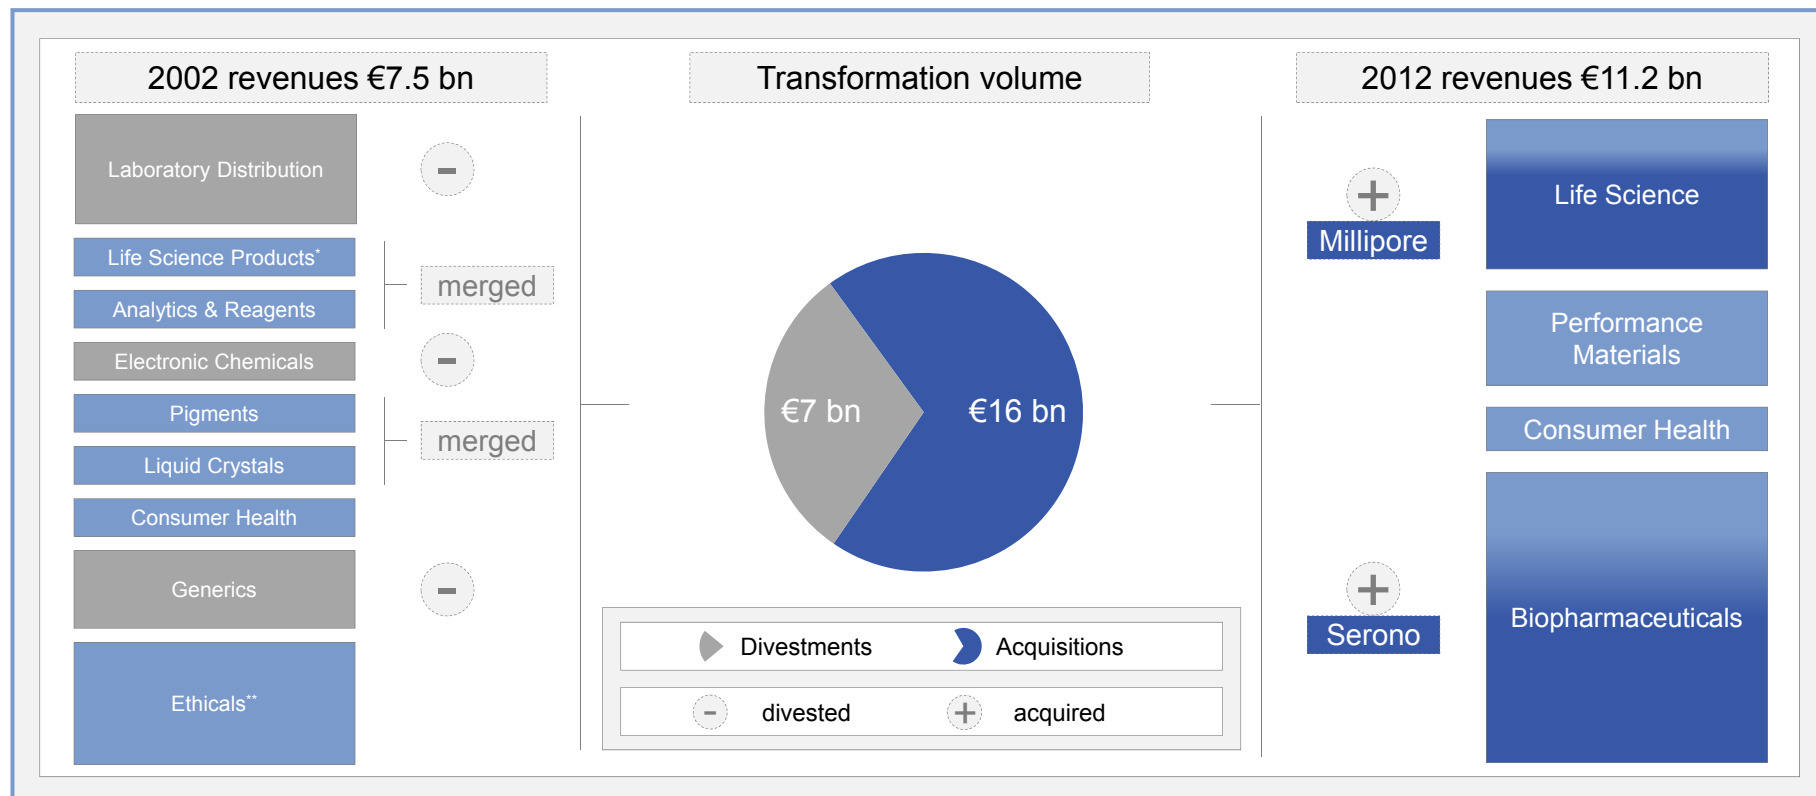 2002 revenues €7.5 bn
Laboratory Distribution
-
Life Science Products*
Analytics & Reagents
merged
Electronic Chemicals
-
Pigments
Liquid Crystals
merged
Consumer Health
Generics
-
Ethicals**
Transformation volume
€7 bn
€16 bn
Divestments
Acquisitions
- divested
+ acquired
2012 revenues €11.2 bn
+
Millipore
Life Science
Performance
Materials
Consumer Health
+
Serono
Biopharmaceuticals